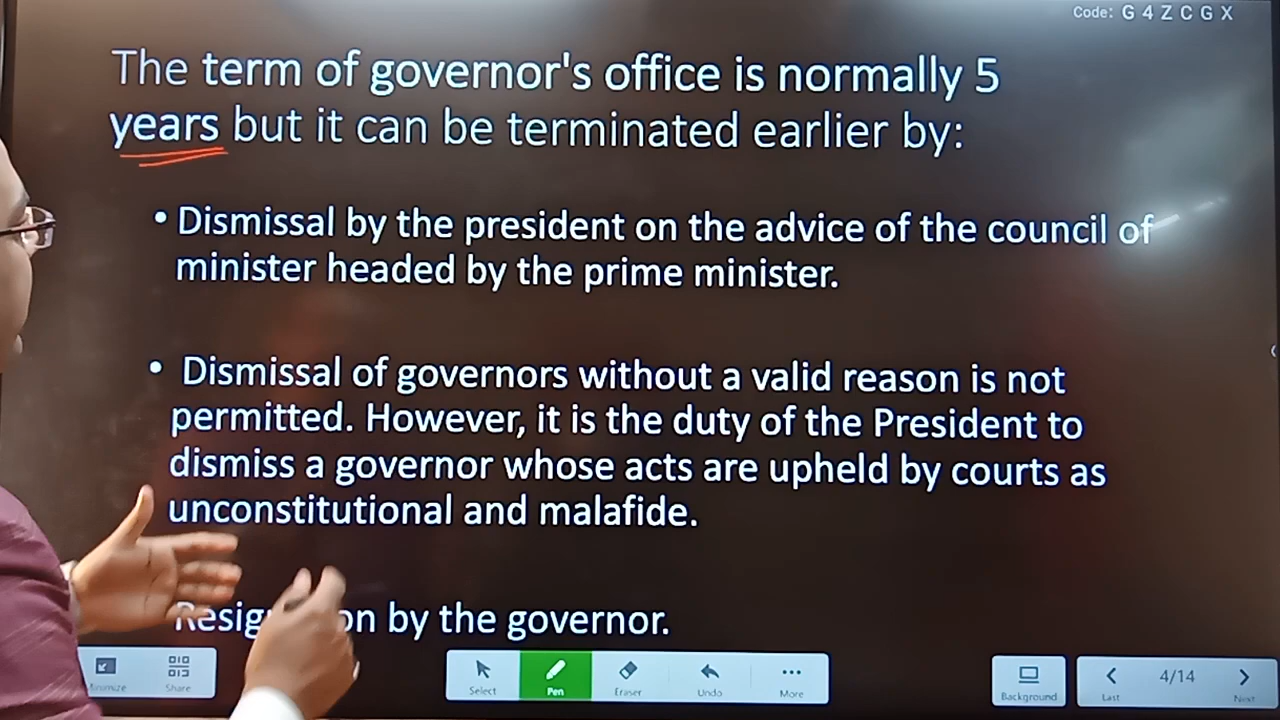 Code: G 4 Z C G X
The term of governor's office is normally 5
years but it can be terminated earlier by:
• Dismissal by the president on the advice of the council of
minister headed by the prime minister.
• Dismissal of governors without a valid reason is not
permitted. However, it is the duty of the President to
dismiss a governor whose acts are upheld by courts as
unconstitutional and malafide.
by the governor.
Minimize Share Select Pen Eraser Undo More Background Last 4/14 Next